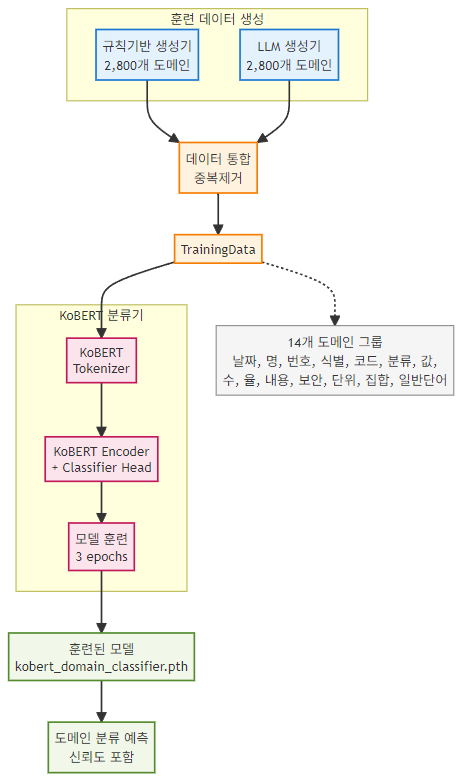 훈련 데이터 생성
규칙기반 생성기
2,800개 도메인
LLM 생성기
2,800개 도메인
데이터 통합
중복제거
TrainingData
KoBERT 분류기
KoBERT
Tokenizer
14개 도메인 그룹
날짜, 명, 번호, 식별, 코드, 분류, 값,
수, 율, 내용, 보안, 단위, 집합, 일반단어
KoBERT Encoder
+ Classifier Head
모델 훈련
3 epochs
훈련된 모델
kobert_domain_classifier.pth
도메인 분류 예측
신뢰도 포함